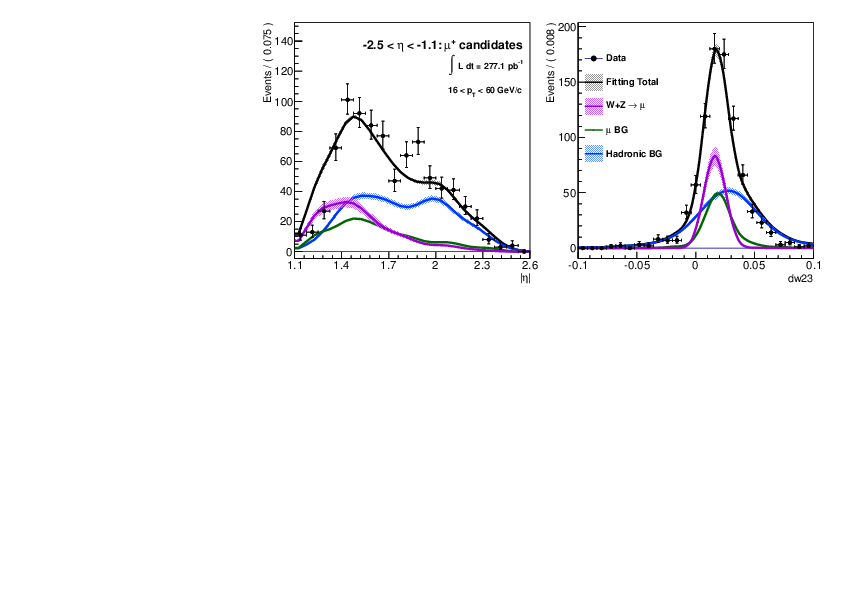 Events / ( 0.075 )
140
120
100
80
60
40
20
0
-2.5 < η < -1.1: μ⁺ candidates
∫ L dt = 277.1 pb⁻¹
16 < p_T < 60 GeV/c
1.1 1.4 1.7 2 2.3 2.6
|η|
Events / ( 0.008 )
200
150
100
50
0
Data
Fitting Total
W+Z → μ
μ BG
Hadronic BG
-0.1 -0.05 0 0.05 0.1
dw23